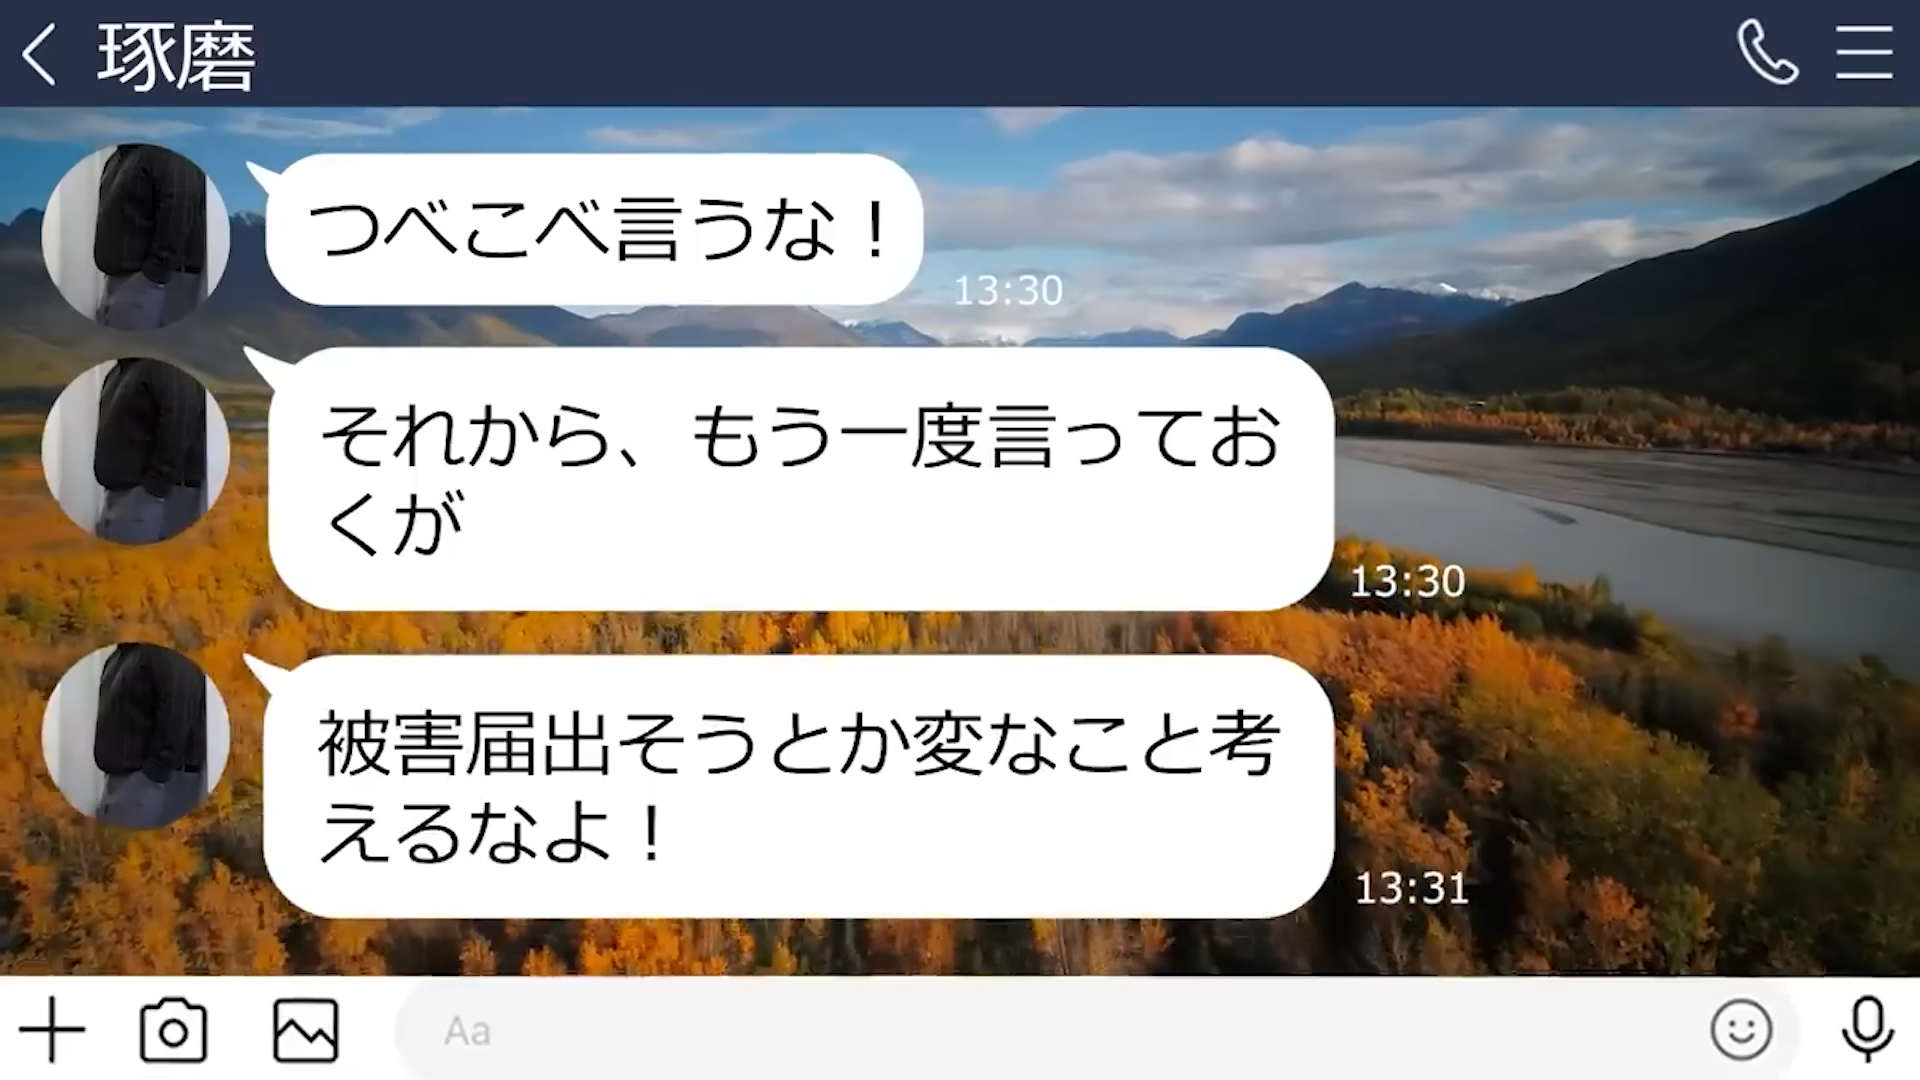 琢磨
つべこべ言うな！
13:30
それから、もう一度言ってお
くが
13:30
被害届出そうとか変なこと考
えるなよ！
13:31
Aa